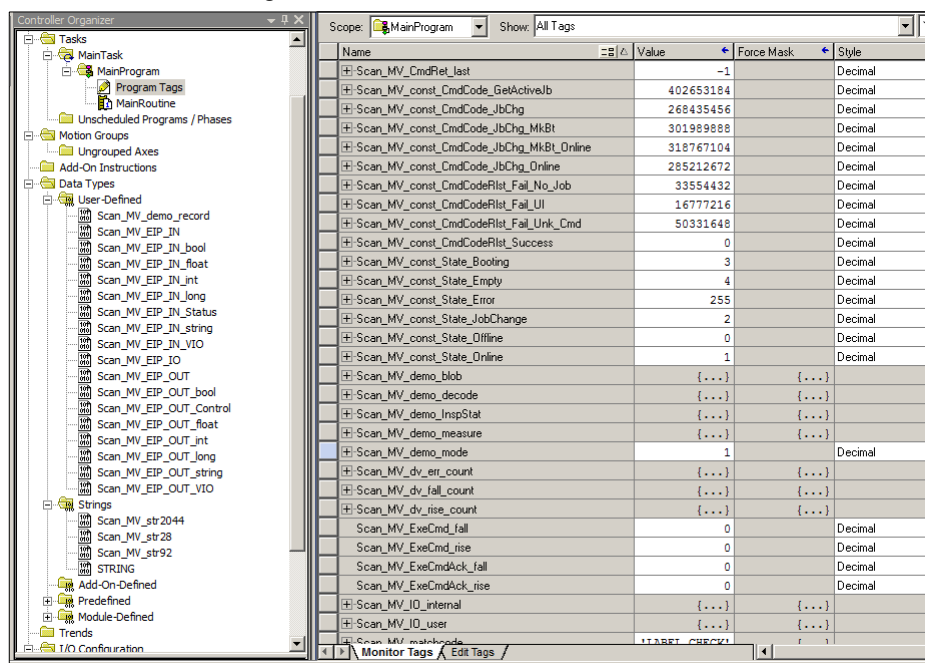 Controller Organizer
Tasks
MainTask
MainProgram
Program Tags
MainRoutine
Unscheduled Programs / Phases
Motion Groups
Ungrouped Axes
Add-On Instructions
Data Types
User-Defined
Scan_MV_demo_record
Scan_MV_EIP_IN
Scan_MV_EIP_IN_bool
Scan_MV_EIP_IN_float
Scan_MV_EIP_IN_int
Scan_MV_EIP_IN_long
Scan_MV_EIP_IN_Status
Scan_MV_EIP_IN_string
Scan_MV_EIP_IN_VIO
Scan_MV_EIP_IO
Scan_MV_EIP_OUT
Scan_MV_EIP_OUT_bool
Scan_MV_EIP_OUT_Control
Scan_MV_EIP_OUT_float
Scan_MV_EIP_OUT_int
Scan_MV_EIP_OUT_long
Scan_MV_EIP_OUT_string
Scan_MV_EIP_OUT_VIO
Strings
Scan_MV_str2044
Scan_MV_str28
Scan_MV_str92
STRING
Add-On-Defined
Predefined
Module-Defined
Trends
I/O Configuration
Scope: MainProgram Show: All Tags
Name Value Force Mask Style
Scan_MV_CmdRet_last -1 Decimal
Scan_MV_const_CmdCode_GetActiveJb 402653184 Decimal
Scan_MV_const_CmdCode_JbChg 268435456 Decimal
Scan_MV_const_CmdCode_JbChg_MkBt 301989888 Decimal
Scan_MV_const_CmdCode_JbChg_MkBt_Online 318767104 Decimal
Scan_MV_const_CmdCode_JbChg_Online 285212672 Decimal
Scan_MV_const_CmdCodeRlst_Fail_No_Job 33554432 Decimal
Scan_MV_const_CmdCodeRlst_Fail_UI 16777216 Decimal
Scan_MV_const_CmdCodeRlst_Fail_Unk_Cmd 50331648 Decimal
Scan_MV_const_CmdCodeRlst_Success 0 Decimal
Scan_MV_const_State_Booting 3 Decimal
Scan_MV_const_State_Empty 4 Decimal
Scan_MV_const_State_Error 255 Decimal
Scan_MV_const_State_JobChange 2 Decimal
Scan_MV_const_State_Offline 0 Decimal
Scan_MV_const_State_Online 1 Decimal
Scan_MV_demo_blob {...} {...}
Scan_MV_demo_decode {...} {...}
Scan_MV_demo_InspStat {...} {...}
Scan_MV_demo_measure {...} {...}
Scan_MV_demo_mode 1 Decimal
Scan_MV_dv_err_count {...} {...}
Scan_MV_dv_fall_count {...} {...}
Scan_MV_dv_rise_count {...} {...}
Scan_MV_ExeCmd_fall 0 Decimal
Scan_MV_ExeCmd_rise 0 Decimal
Scan_MV_ExeCmdAck_fall 0 Decimal
Scan_MV_ExeCmdAck_rise 0 Decimal
Scan_MV_IO_internal {...} {...}
Scan_MV_IO_user {...} {...}
Scan_MV_matchcode '!LABEL_CHECK!
Monitor Tags Edit Tags